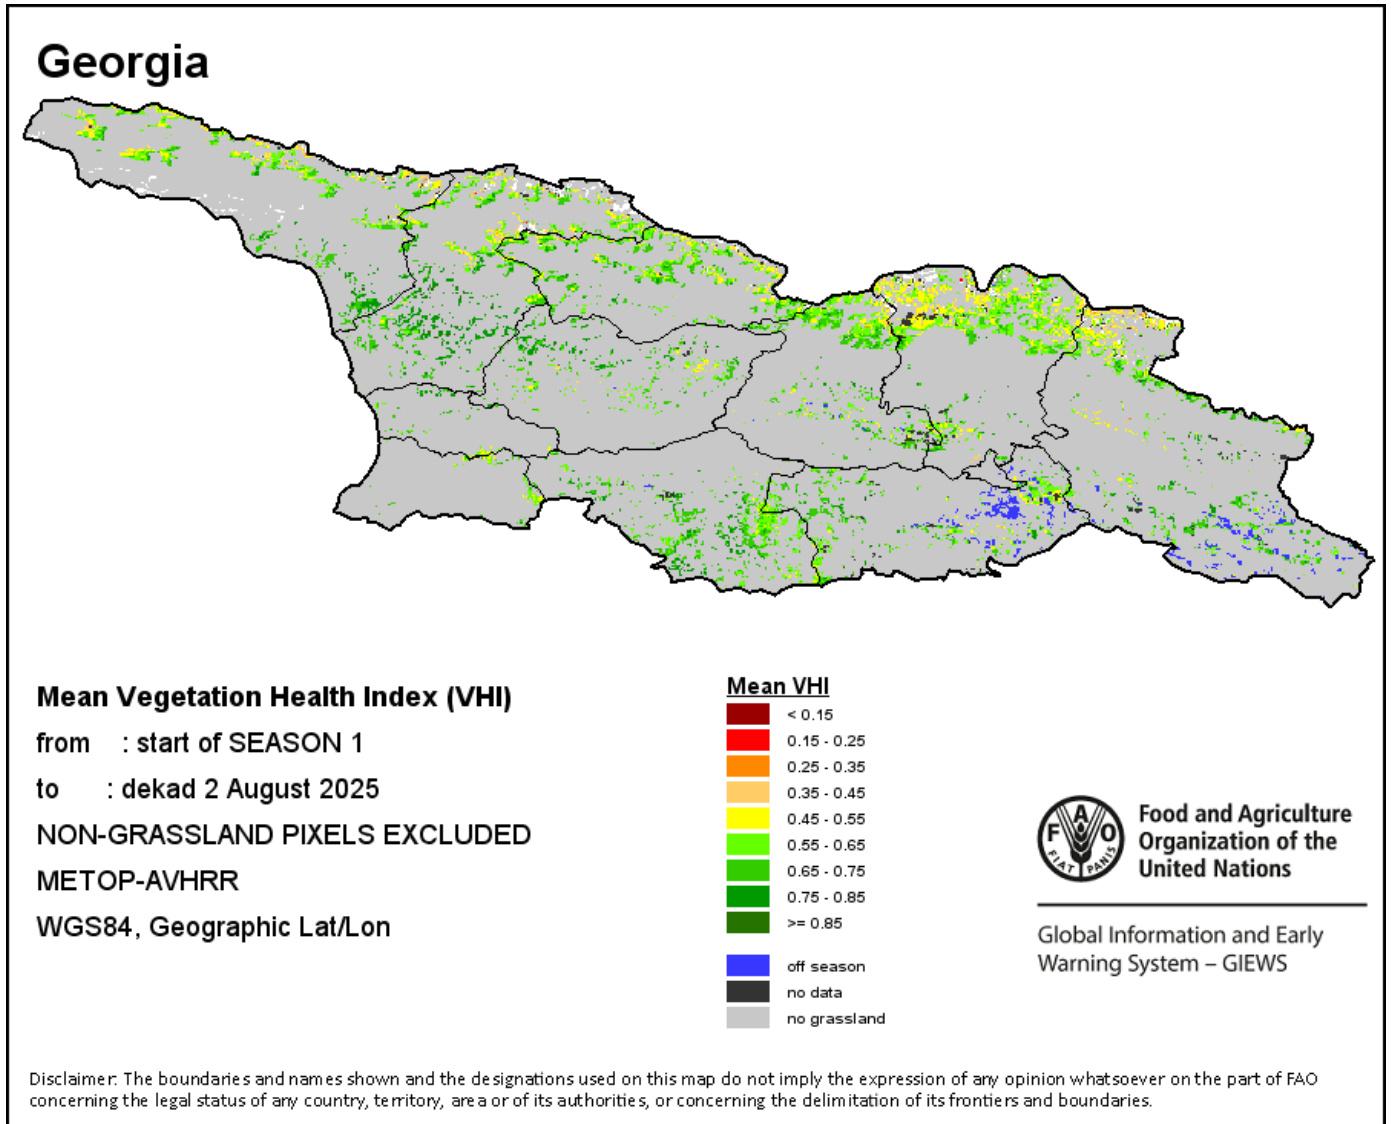 Georgia
Mean Vegetation Health Index (VHI)
from : start of SEASON 1
to : dekad 2 August 2025
NON-GRASSLAND PIXELS EXCLUDED
METOP-AVHRR
WGS84, Geographic Lat/Lon
Mean VHI
< 0.15
0.15 - 0.25
0.25 - 0.35
0.35 - 0.45
0.45 - 0.55
0.55 - 0.65
0.65 - 0.75
0.75 - 0.85
>= 0.85
off season
no data
no grassland
F A O
FIAT PANIS
Food and Agriculture
Organization of the
United Nations
Global Information and Early
Warning System – GIEWS
Disclaimer: The boundaries and names shown and the designations used on this map do not imply the expression of any opinion whatsoever on the part of FAO
concerning the legal status of any country, territory, area or of its authorities, or concerning the delimitation of its frontiers and boundaries.